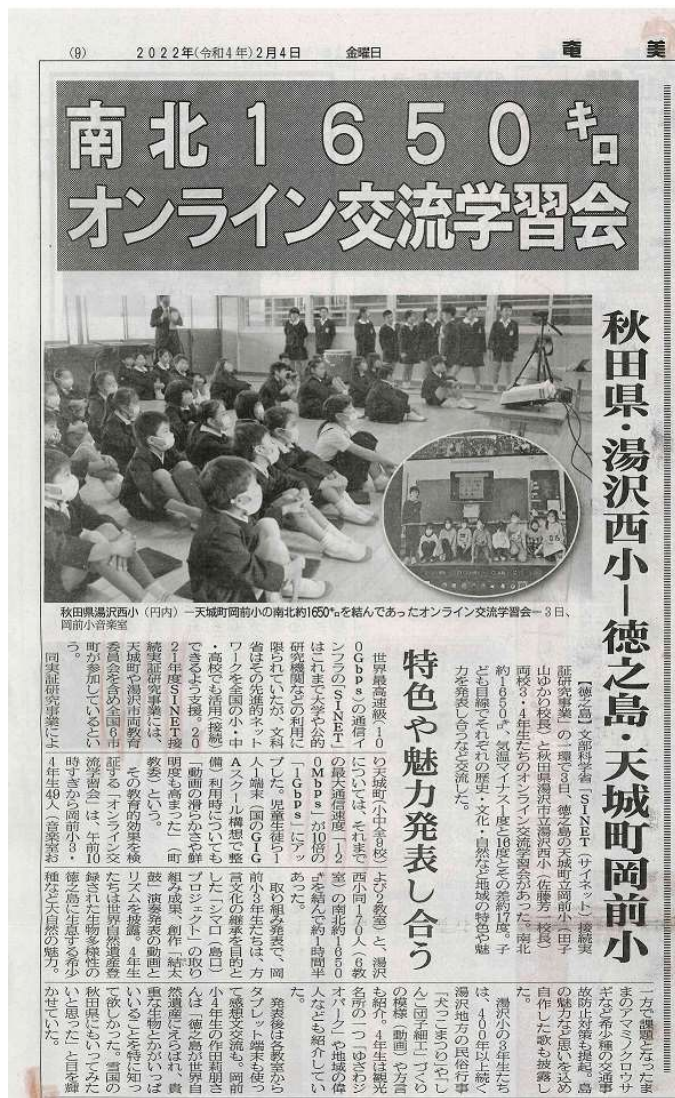 (9) 2022年(令和4年)2月4日 金曜日 奄美
南北1650㌔
オンライン交流学習会
秋田県・湯沢西小―徳之島・天城町岡前小
特色や魅力発表し合う
秋田県湯沢西小(円内)―天城町岡前小の南北約1650㌔を結んであったオンライン交流学習会=3日、
岡前小音楽室
【徳之島】文部科学省「SINET(サイネット)接続実
証研究事業」の一環で3日、徳之島の天城町立岡前小(田子
山ゆかり校長)と秋田県湯沢市立湯沢西小(佐藤芳一校長)
両校3・4年生たちのオンライン交流学習会があった。南北
約1650㌔、気温マイナス1度と16度とその差約17度。子
ども目線でそれぞれの歴史・文化・自然など地域の特色や魅
力を発表し合うなど交流した。
世界最高速級、10
0Gbps)の通信イ
ンフラの「SINET」
はこれまで大学や公的
研究機関などの利用に
限られていたが、文科
省はその先進的ネット
ワークを全国の小・中
・高校でも活用(接続)
できるよう支援。20
21年度SINET接
続実証研究事業には、
天城町や湯沢市両教育
委員会を含め全国6市
町が参加しているとい
う。
同実証研究事業によ
り天城町(小中全9校)
については、それまで
の最大通信速度「12
0Mbps」が10倍の
「1Gbps」にアッ
プした。児童生徒ら1
人1端末(国のGIG
Aスクール構想で整
備)利用時についても
「動画の滑らかさや鮮
明度も高まった」(町
教委)という。
その教育的効果を検
証する「オンライン交
流学習会」は、午前10
時すぎから岡前小3・
4年生49人(音楽室お
よび2教室)と、湯沢
西小同170人(6教
室)の南北約1650
㌔を結んで約1時間半
あった。
取り組み発表で、岡
前小3年生たちは、方
言文化の継承を目的と
した「シマ口(島口)
プロジェクト」の取り
組み成果、創作「結太
鼓」演奏発表の動画と
リズムを披露。4年生
たちは世界自然遺産登
録された生物多様性の
徳之島に生息する希少
種など大自然の魅力。
一方で課題となったま
まのアマミノクロウサ
ギなど希少種の交通事
故防止対策も提起。島
の魅力など思いを込め
自作した歌も披露し
た。
湯沢小の3年生たち
は、400年以上続く
湯沢地方の民俗行事
「犬っこまつり」や「し
んこ団子細工」づくり
の模様(動画)や方言
も紹介。4年生は観光
名所の一つ「ゆざわジ
オパーク」や地域の偉
人なども紹介してい
た。
発表後は各教室から
タブレット端末も使っ
て感想文交流も。岡前
小4年生の作田莉朋さ
んは「徳之島が世界自
然遺産にえらばれ、貴
重な生物とかがいっぱ
いいることを特に知っ
て欲しかった。雪国の
秋田県にもいってみた
いと思った」と目を輝
かせていた。